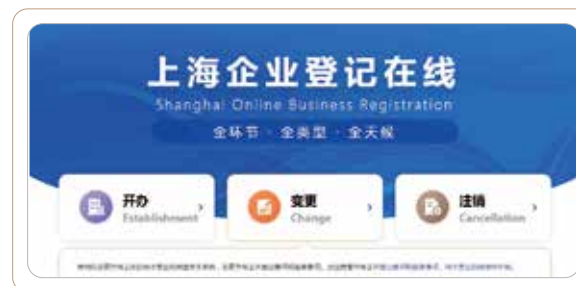 上海企业登记在线
Shanghai Online Business Registration
全环节 · 全类型 · 全天候
开办
Establishment
变更
Change
注销
Cancellation